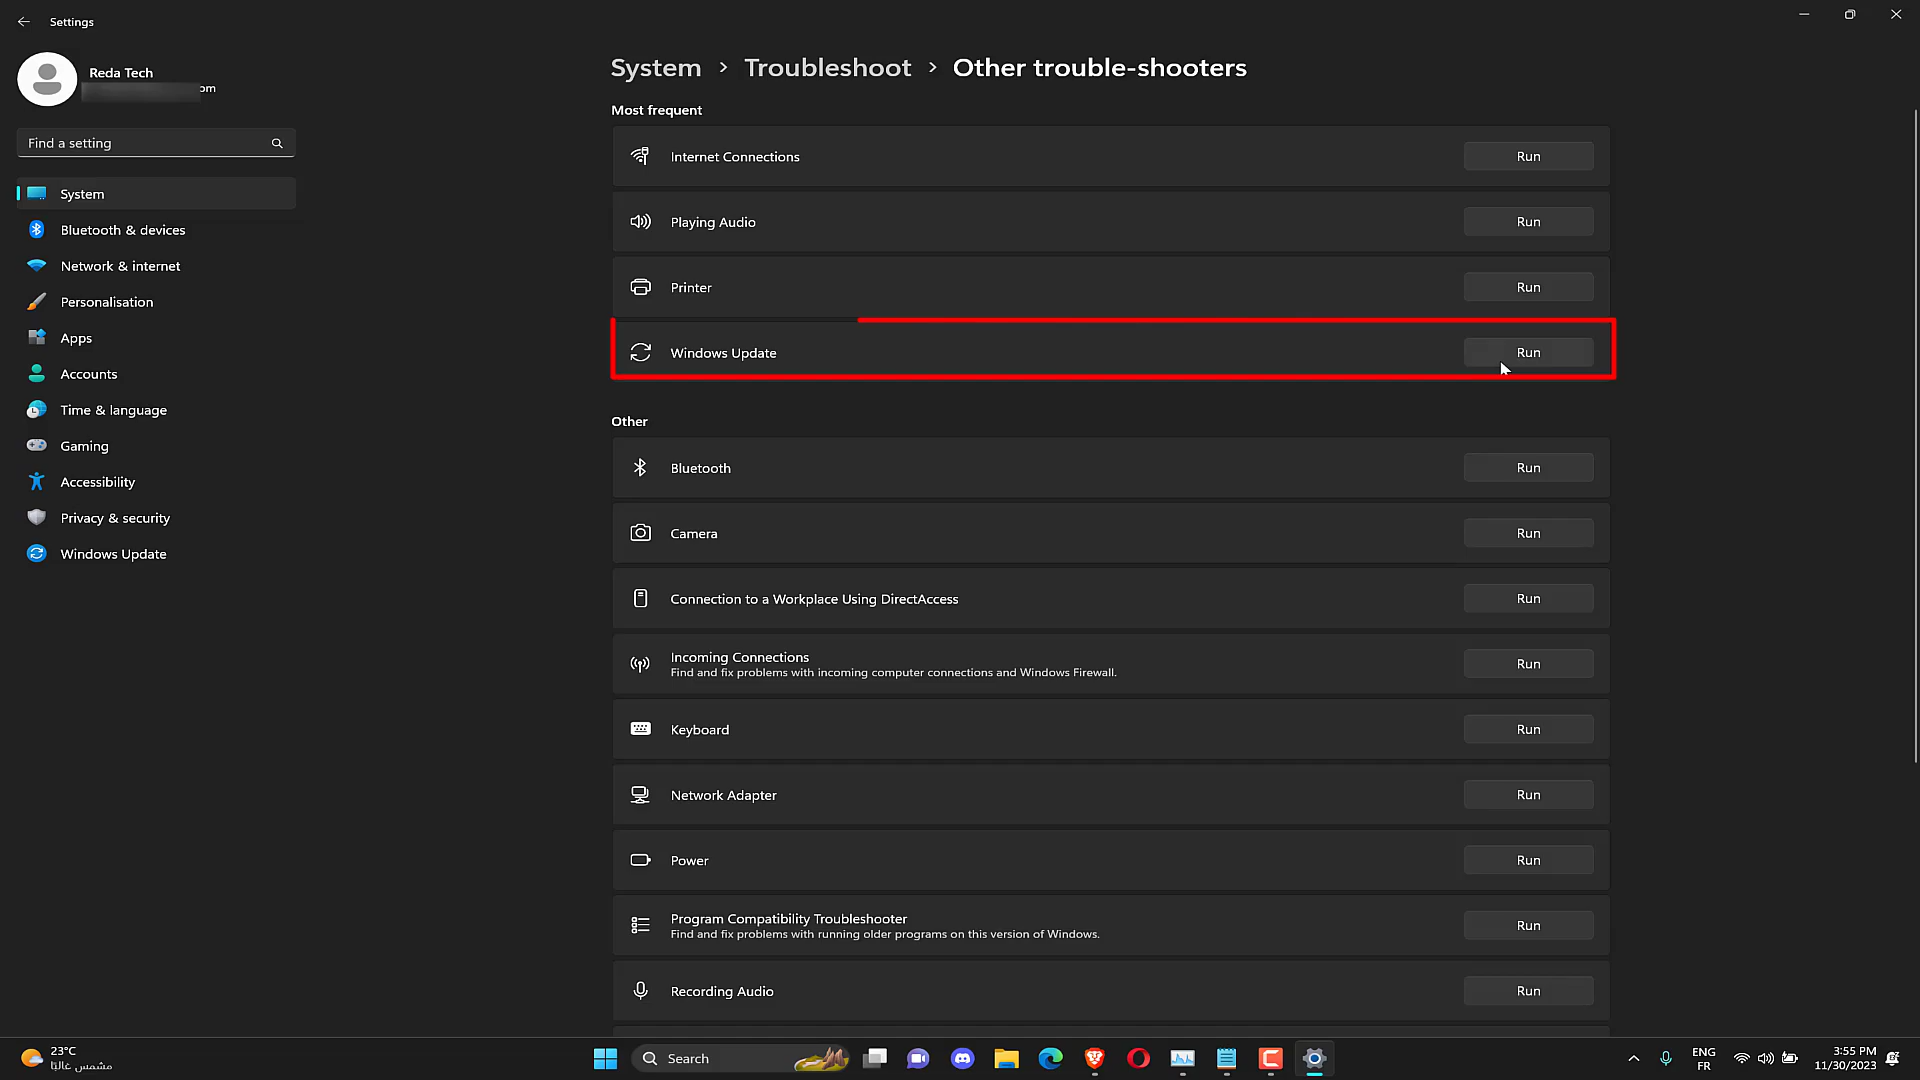 Settings
Reda Tech
om
Find a setting
System
Bluetooth & devices
Network & internet
Personalisation
Apps
Accounts
Time & language
Gaming
Accessibility
Privacy & security
Windows Update
System > Troubleshoot > Other trouble-shooters
Most frequent
Internet Connections Run
Playing Audio Run
Printer Run
Windows Update Run
Other
Bluetooth Run
Camera Run
Connection to a Workplace Using DirectAccess Run
Incoming Connections
Find and fix problems with incoming computer connections and Windows Firewall.
Run
Keyboard Run
Network Adapter Run
Power Run
Program Compatibility Troubleshooter
Find and fix problems with running older programs on this version of Windows.
Run
Recording Audio Run
23°C
مشمس غالبًا
Search
ENG
FR
3:55 PM
11/30/2023